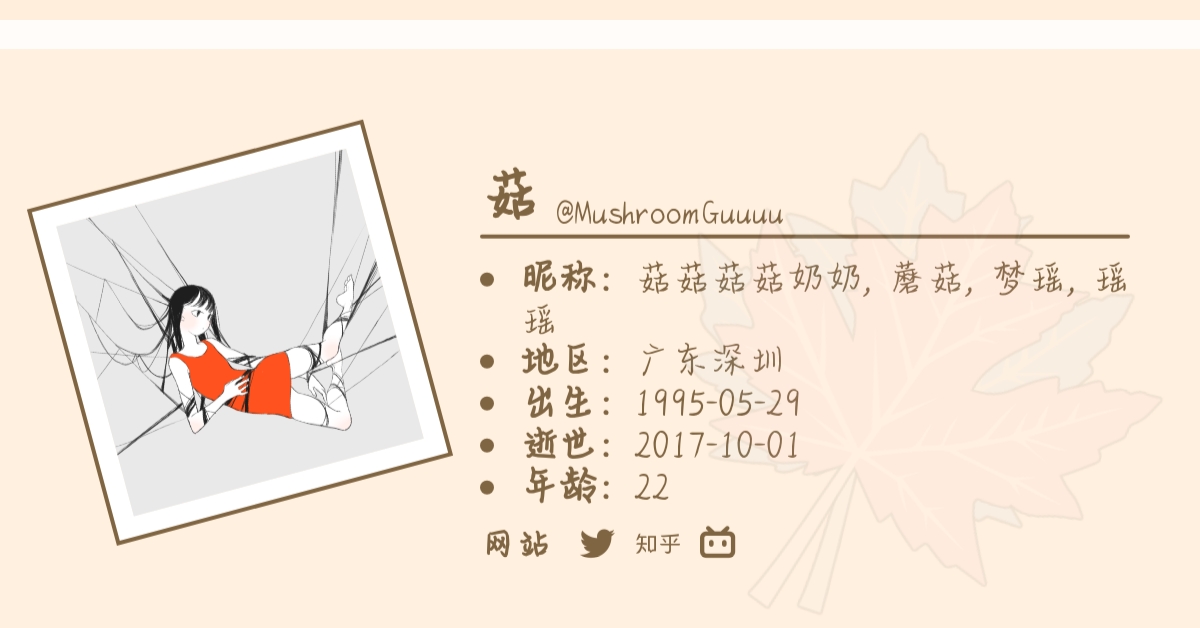 菇 @MushroomGuuuu
昵称: 菇菇菇菇奶奶, 蘑菇, 梦瑶, 瑶
瑶
地区: 广东深圳
出生: 1995-05-29
逝世: 2017-10-01
年龄: 22
网站 知乎